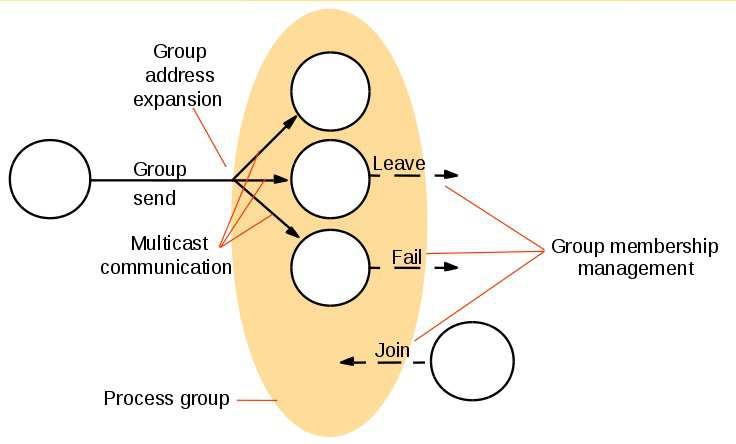 Group
address
expansion
Group
send
Leave
Multicast
communication
Fail
Group membership
management
Join
Process group